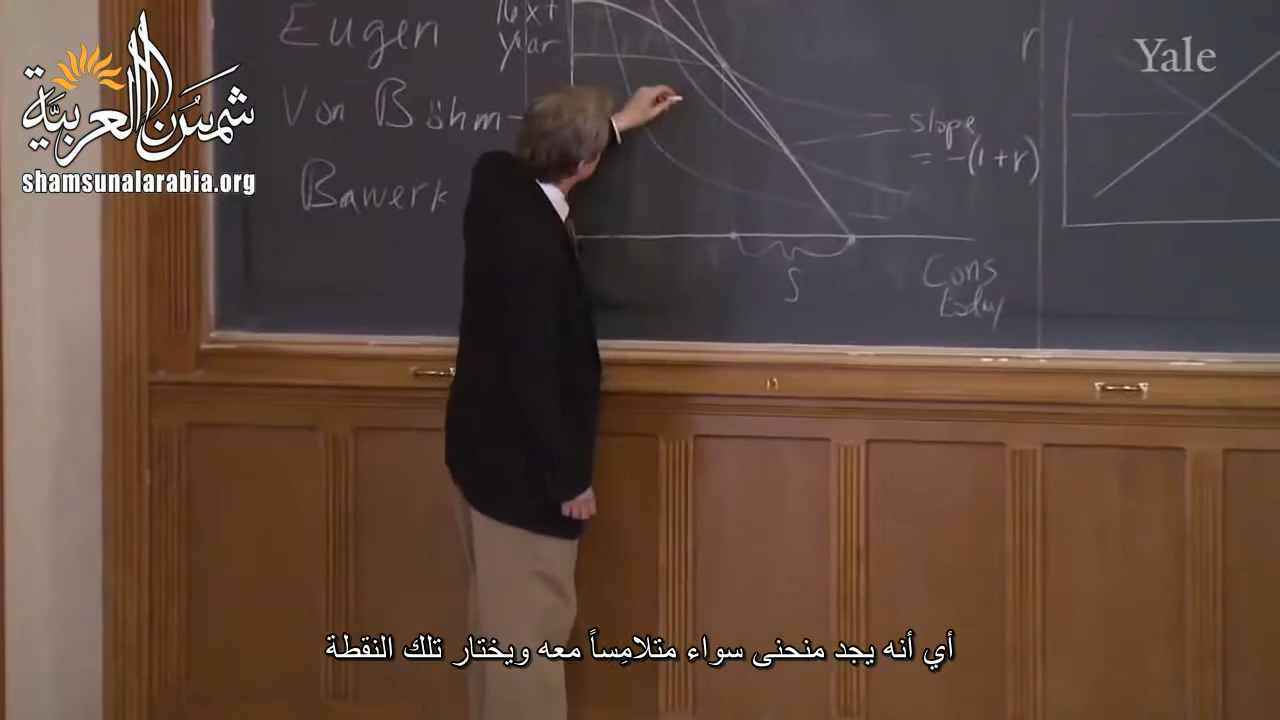 شمسُنا العربيَّة
shamsunalarabia.org
Yale
Eugen
Von Böhm-
Bawerk
Next
year
slope
= -(1+r)
S
Cons
today
r
أي أنه يجد منحنى سواء متلامِساً معه ويختار تلك النقطة